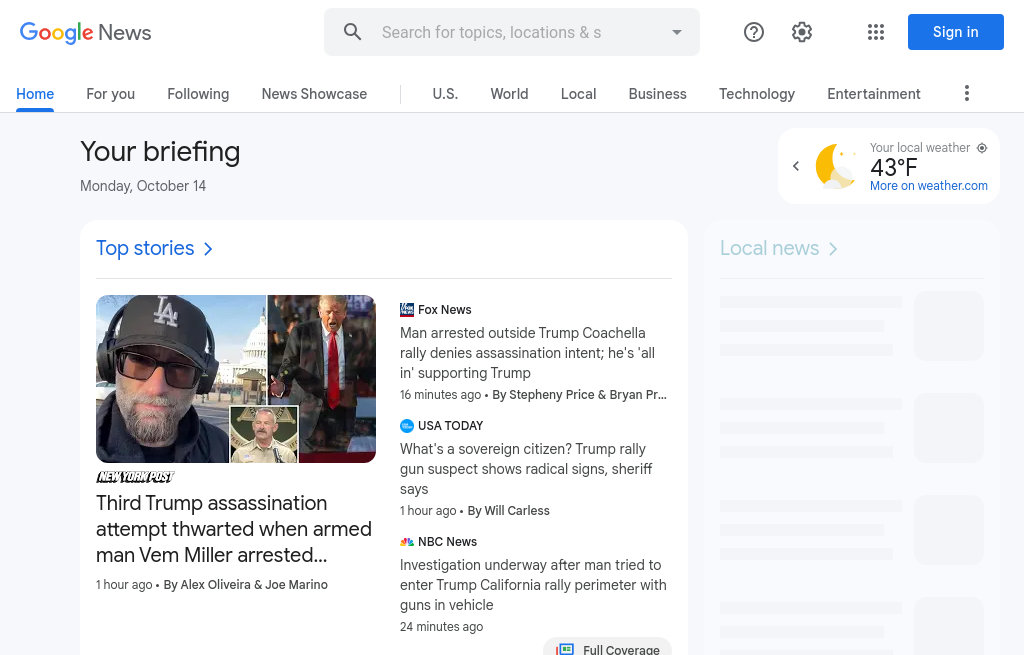 Google News
Search for topics, locations & s
Sign in
Home
For you
Following
News Showcase
U.S.
World
Local
Business
Technology
Entertainment
Your briefing
Monday, October 14
Your local weather
43°F
More on weather.com
Top stories
NEW YORK POST
Third Trump assassination
attempt thwarted when armed
man Vem Miller arrested...
1 hour ago • By Alex Oliveira & Joe Marino
Fox News
Man arrested outside Trump Coachella
rally denies assassination intent; he's 'all
in' supporting Trump
16 minutes ago • By Stepheny Price & Bryan Pr...
USA TODAY
What's a sovereign citizen? Trump rally
gun suspect shows radical signs, sheriff
says
1 hour ago • By Will Carless
NBC News
Investigation underway after man tried to
enter Trump California rally perimeter with
guns in vehicle
24 minutes ago
Full Coverage
Local news